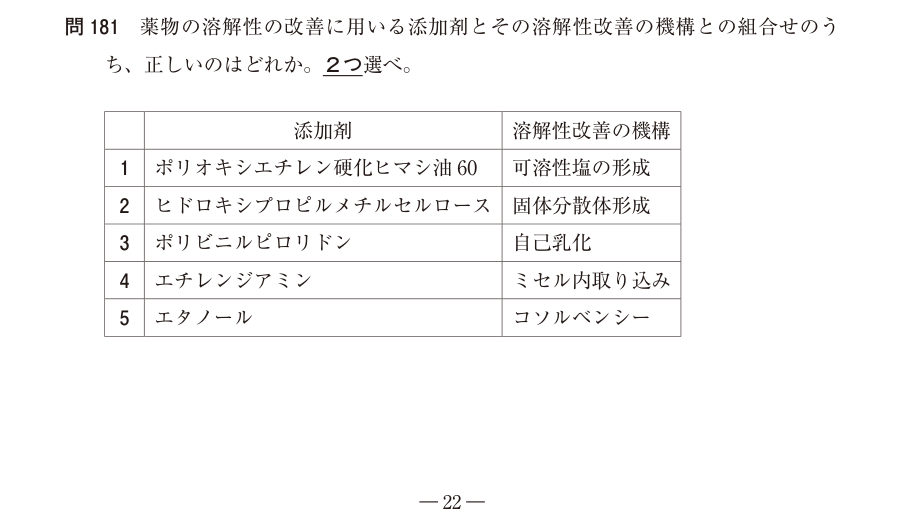 問 181 薬物の溶解性の改善に用いる添加剤とその溶解性改善の機構との組合せのう
ち、正しいのはどれか。２つ選べ。
添加剤 溶解性改善の機構
1 ポリオキシエチレン硬化ヒマシ油 60 可溶性塩の形成
2 ヒドロキシプロピルメチルセルロース 固体分散体形成
3 ポリビニルピロリドン 自己乳化
4 エチレンジアミン ミセル内取り込み
5 エタノール コソルベンシー
― 22 ―